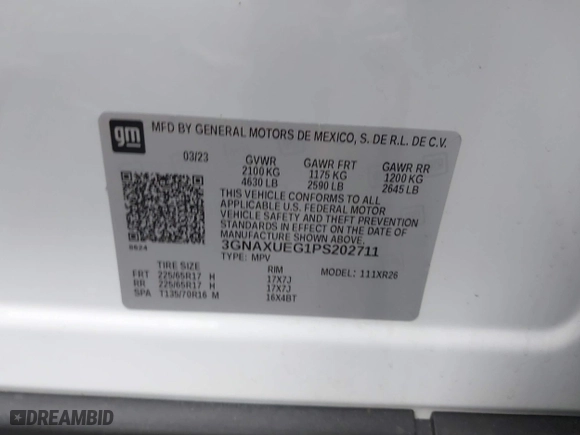 gm
MFD BY GENERAL MOTORS DE MEXICO, S. DE R.L. DE C.V.
03/23 GVWR GAWR FRT GAWR RR
2100 KG 1175 KG 1200 KG
4630 LB 2590 LB 2645 LB
THIS VEHICLE CONFORMS TO ALL
APPLICABLE U.S. FEDERAL MOTOR
VEHICLE SAFETY AND THEFT PREVENTION
STANDARDS IN EFFECT ON THE DATE
OF MANUFACTURE SHOWN ABOVE.
3GNAXUEG1PS202711
TYPE: MPV MODEL: 111XR26
TIRE SIZE RIM
FRT 225/65R17 H 17X7J
RR 225/65R17 H 17X7J
SPA T135/70R16 M 16X4BT
DREAMBID